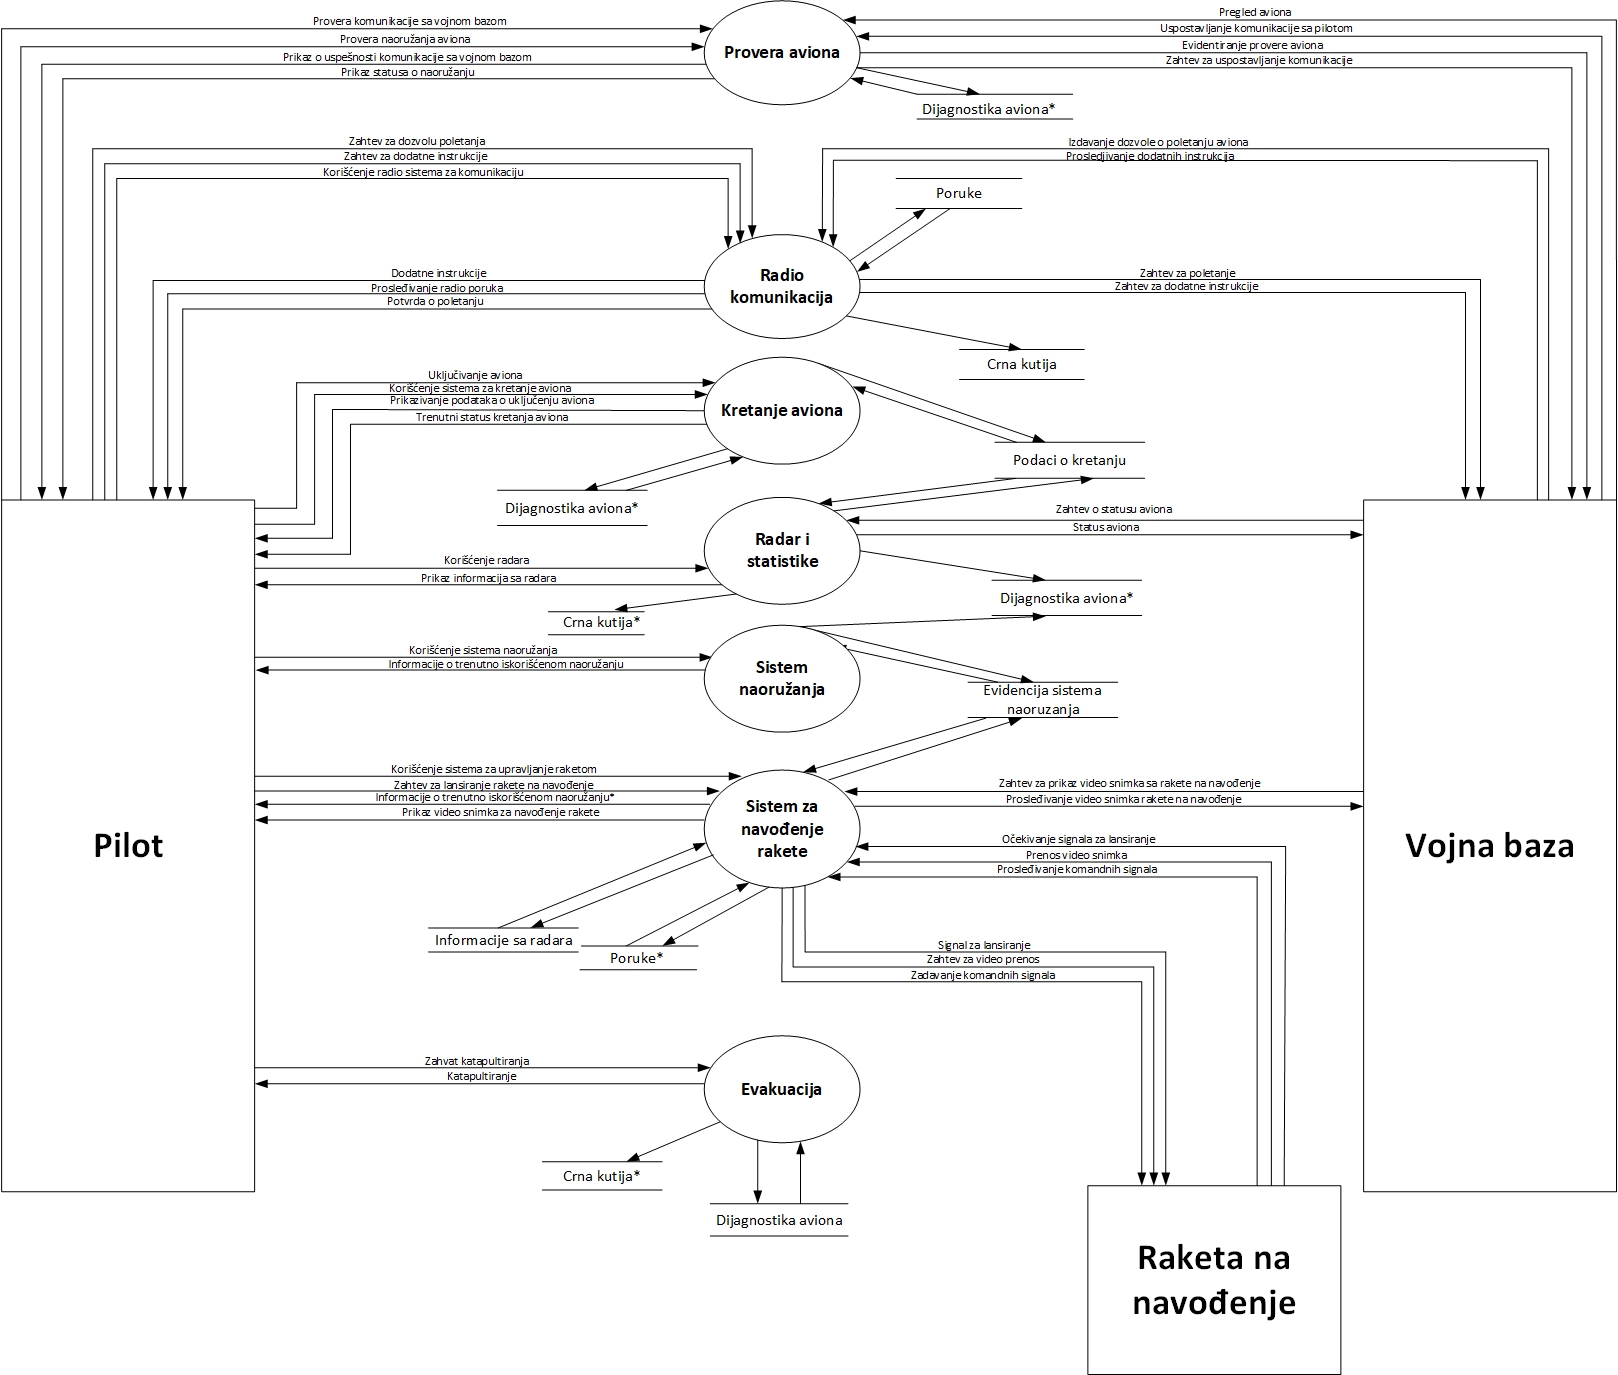 Provera komunikacije sa vojnom bazom
Provera naoružanja aviona
Prikaz o uspešnosti komunikacije sa vojnom bazom
Prikaz statusa o naoružanju
Provera aviona
Pregled aviona
Uspostavljanje komunikacije sa pilotom
Evidentiranje provere aviona
Zahtev za uspostavljanje komunikacije
Dijagnostika aviona*
Zahtev za dozvolu poletanja
Zahtev za dodatne instrukcije
Korišćenje radio sistema za komunikaciju
Izdavanje dozvole o poletanju aviona
Prosledjivanje dodatnih instrukcija
Poruke
Radio
komunikacija
Dodatne instrukcije
Prosleđivanje radio poruka
Potvrda o poletanju
Zahtev za poletanje
Zahtev za dodatne instrukcije
Crna kutija
Uključivanje aviona
Korišćenje sistema za kretanje aviona
Prikazivanje podataka o uključenju aviona
Trenutni status kretanja aviona
Kretanje aviona
Podaci o kretanju
Dijagnostika aviona*
Zahtev o statusu aviona
Status aviona
Radar i
statistike
Korišćenje radara
Prikaz informacija sa radara
Dijagnostika aviona*
Crna kutija*
Korišćenje sistema naoružanja
Informacije o trenutno iskorišćenom naoružanju
Sistem
naoružanja
Evidencija sistema
naoruzanja
Korišćenje sistema za upravljanje raketom
Zahtev za lansiranje rakete na navođenje
Informacije o trenutno iskorišćenom naoružanju*
Prikaz video snimka za navođenje rakete
Sistem za
navođenje
rakete
Zahtev za prikaz video snimka sa rakete na navođenje
Prosleđivanje video snimka rakete na navođenje
Očekivanje signala za lansiranje
Prenos video snimka
Prosleđivanje komandnih signala
Pilot
Vojna baza
Informacije sa radara
Poruke*
Signal za lansiranje
Zahtev za video prenos
Zadavanje komandnih signala
Zahvat katapultiranja
Katapultiranje
Evakuacija
Crna kutija*
Dijagnostika aviona
Raketa na
navođenje